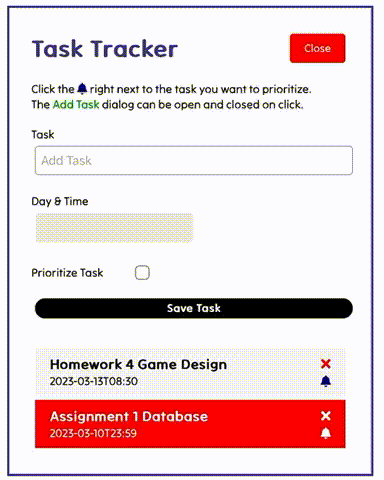 Task Tracker
Close
Click the right next to the task you want to prioritize.
The Add Task dialog can be open and closed on click.
Task
Add Task
Day & Time
Prioritize Task
Save Task
Homework 4 Game Design
2023-03-13T08:30
Assignment 1 Database
2023-03-10T23:59